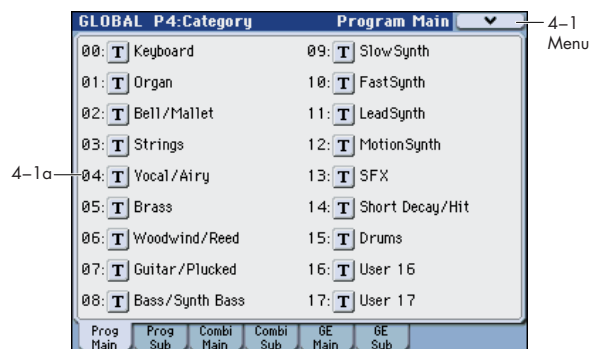 GLOBAL P4:Category Program Main
4–1
Menu
00: T Keyboard
01: T Organ
02: T Bell/Mallet
03: T Strings
4–1a
04: T Vocal/Airy
05: T Brass
06: T Woodwind/Reed
07: T Guitar/Plucked
08: T Bass/Synth Bass
09: T SlowSynth
10: T FastSynth
11: T LeadSynth
12: T MotionSynth
13: T SFX
14: T Short Decay/Hit
15: T Drums
16: T User 16
17: T User 17
Prog Main
Prog Sub
Combi Main
Combi Sub
GE Main
GE Sub